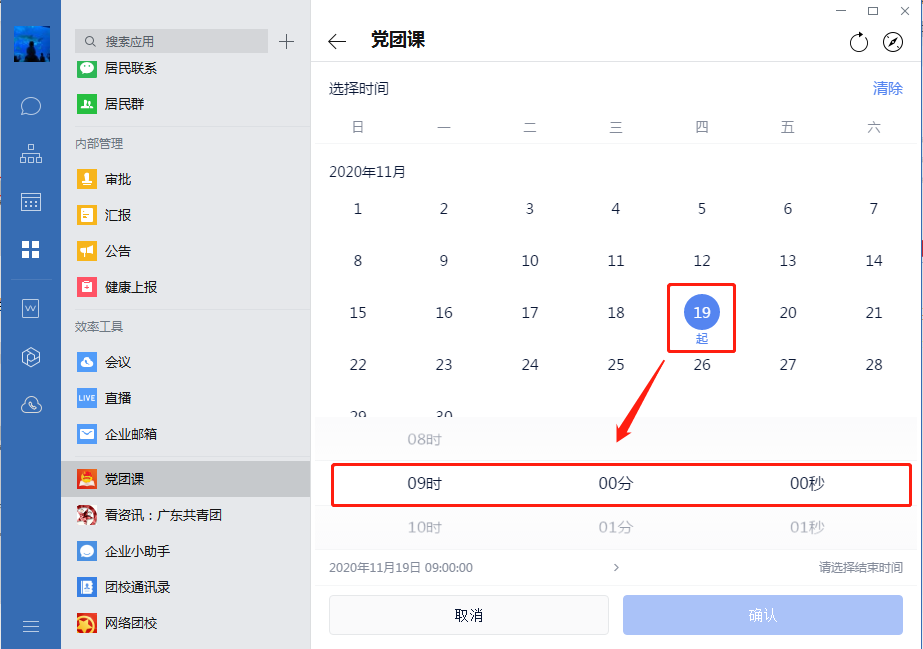 搜索应用
居民联系
居民群
内部管理
审批
汇报
公告
健康上报
效率工具
会议
LIVE 直播
企业邮箱
党团课
看资讯：广东共青团
企业小助手
团校通讯录
网络团校
党团课
选择时间 清除
日 一 二 三 四 五 六
2020年11月
1 2 3 4 5 6 7
8 9 10 11 12 13 14
15 16 17 18 19 20 21
起
22 23 24 25 26 27 28
29 30
08时
09时 00分 00秒
10时 01分 01秒
2020年11月19日 09:00:00 > 请选择结束时间
取消 确认